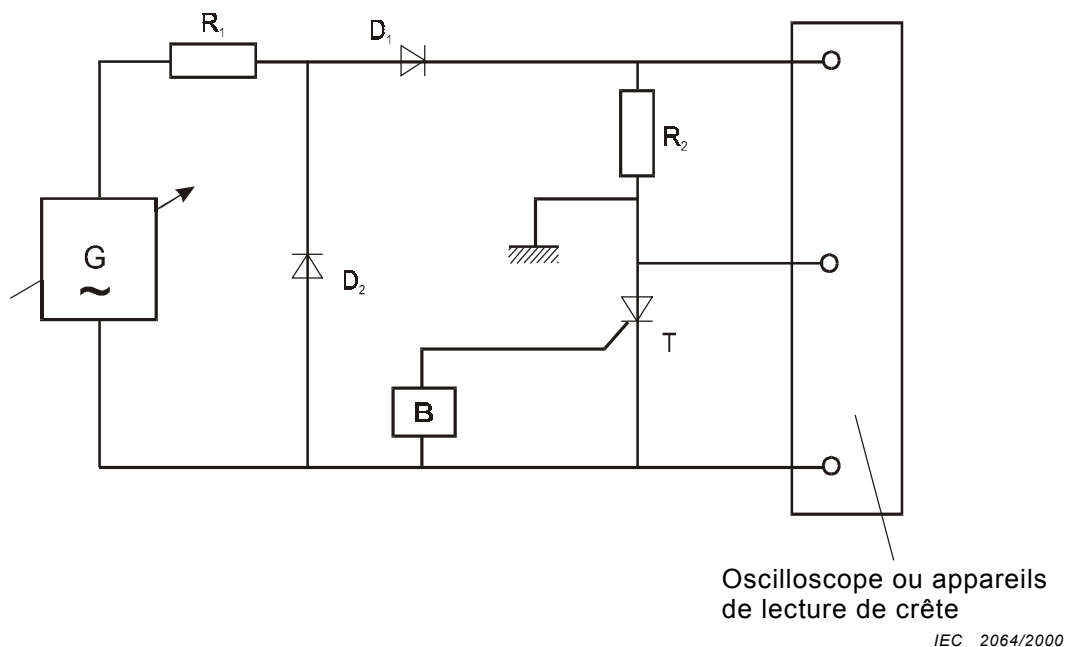 R₁
D₁
R₂
G
~
D₂
T
B
Oscilloscope ou appareils
de lecture de crête
IEC 2064/2000